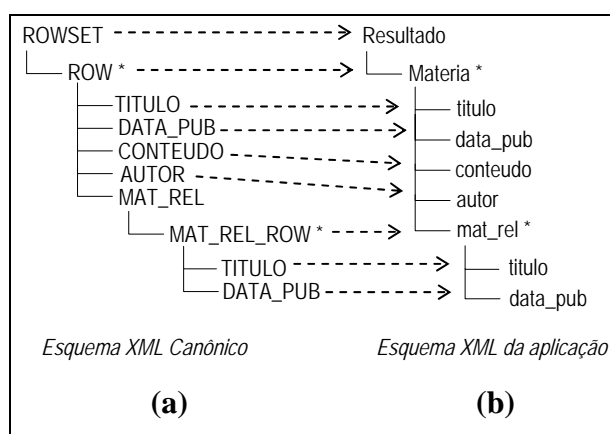 ROWSET Resultado
ROW * Materia *
TITULO titulo
DATA_PUB data_pub
CONTEUDO conteudo
AUTOR autor
MAT_REL mat_rel *
MAT_REL_ROW *
TITULO titulo
DATA_PUB data_pub
Esquema XML Canônico Esquema XML da aplicação
(a) (b)